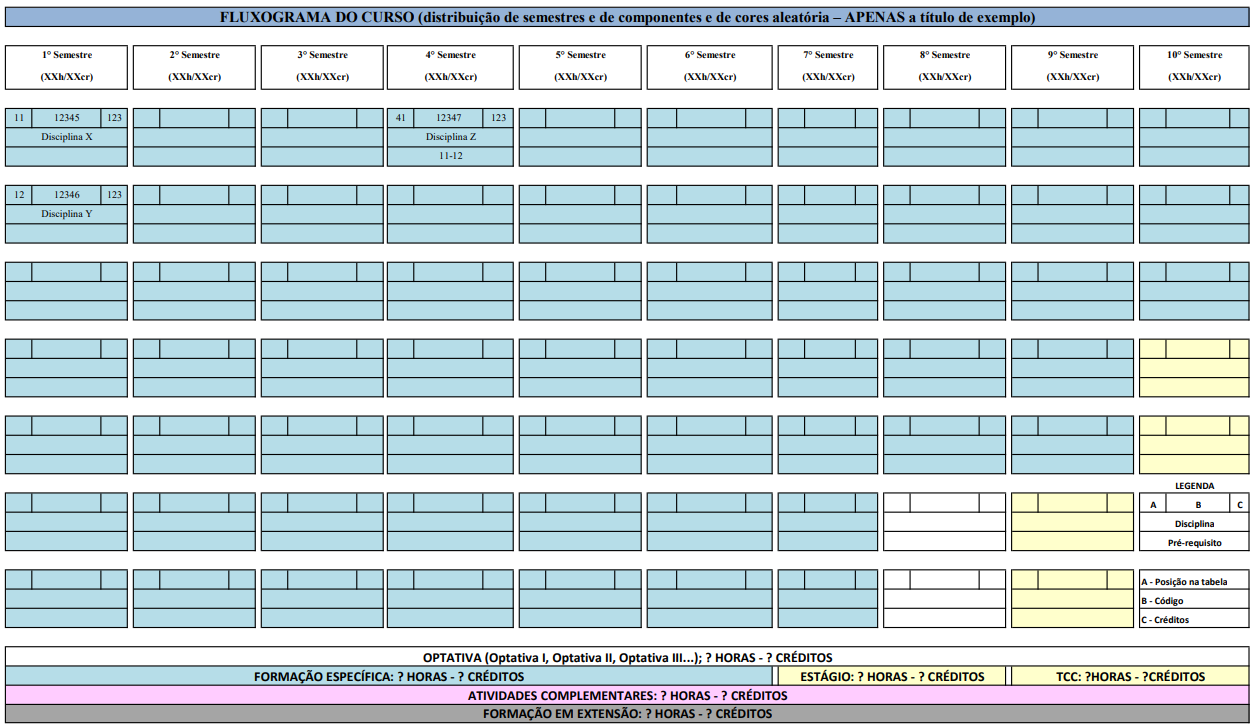 FLUXOGRAMA DO CURSO (distribuição de semestres e de componentes e de cores aleatória – APENAS a título de exemplo)
1° Semestre 2° Semestre 3° Semestre 4° Semestre 5° Semestre 6° Semestre 7° Semestre 8° Semestre 9° Semestre 10° Semestre
(XXh/XXcr) (XXh/XXcr) (XXh/XXcr) (XXh/XXcr) (XXh/XXcr) (XXh/XXcr) (XXh/XXcr) (XXh/XXcr) (XXh/XXcr) (XXh/XXcr)
11 12345 123 41 12347 123
Disciplina X Disciplina Z
11-12
12 12346 123
Disciplina Y
LEGENDA
A B C
Disciplina
Pré-requisito
A - Posição na tabela
B - Código
C - Créditos
OPTATIVA (Optativa I, Optativa II, Optativa III...); ? HORAS - ? CRÉDITOS
FORMAÇÃO ESPECÍFICA: ? HORAS - ? CRÉDITOS ESTÁGIO: ? HORAS - ? CRÉDITOS TCC: ?HORAS - ?CRÉDITOS
ATIVIDADES COMPLEMENTARES: ? HORAS - ? CRÉDITOS
FORMAÇÃO EM EXTENSÃO: ? HORAS - ? CRÉDITOS